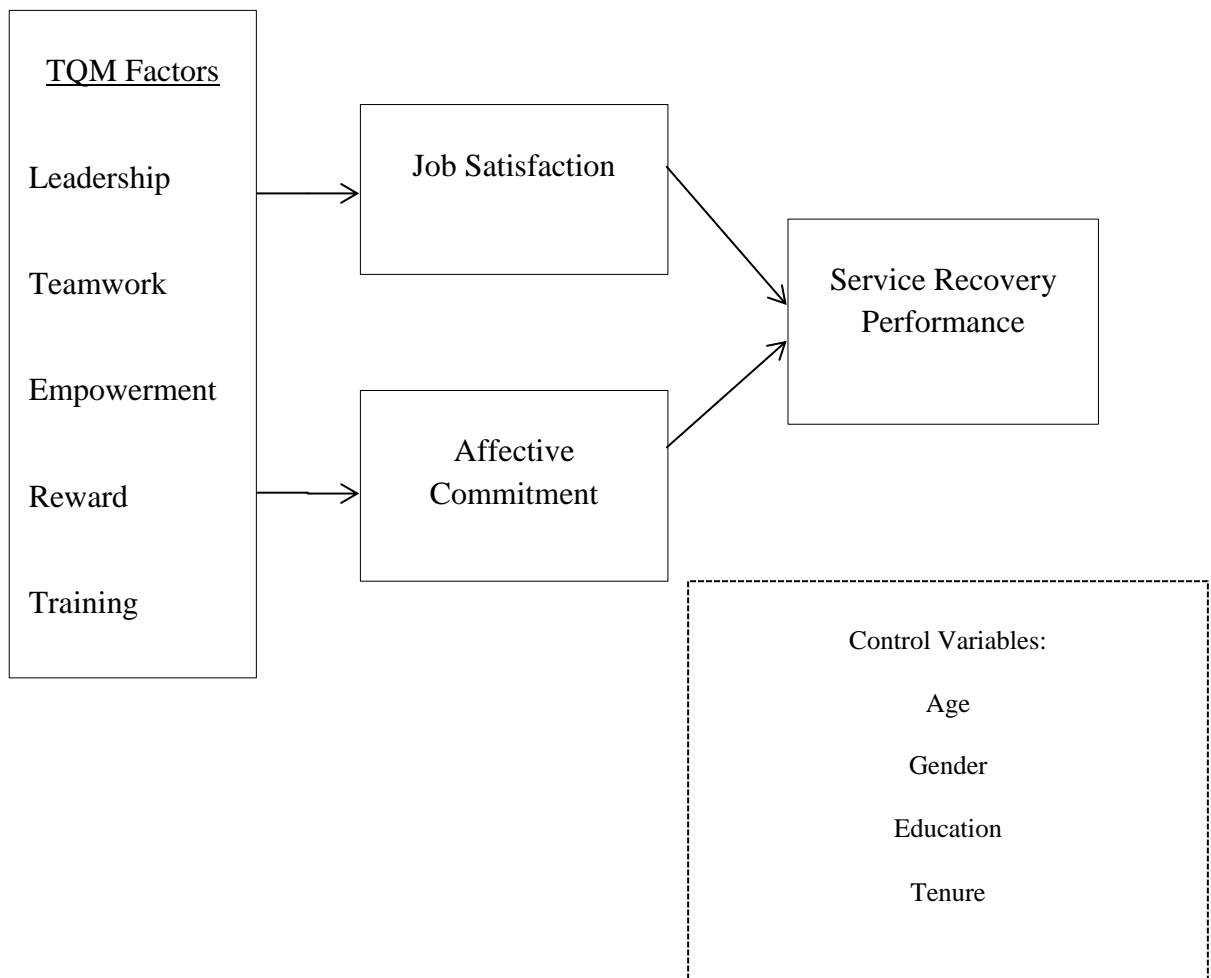 TQM Factors
Leadership
Teamwork
Empowerment
Reward
Training
Job Satisfaction
Affective
Commitment
Service Recovery
Performance
Control Variables:
Age
Gender
Education
Tenure